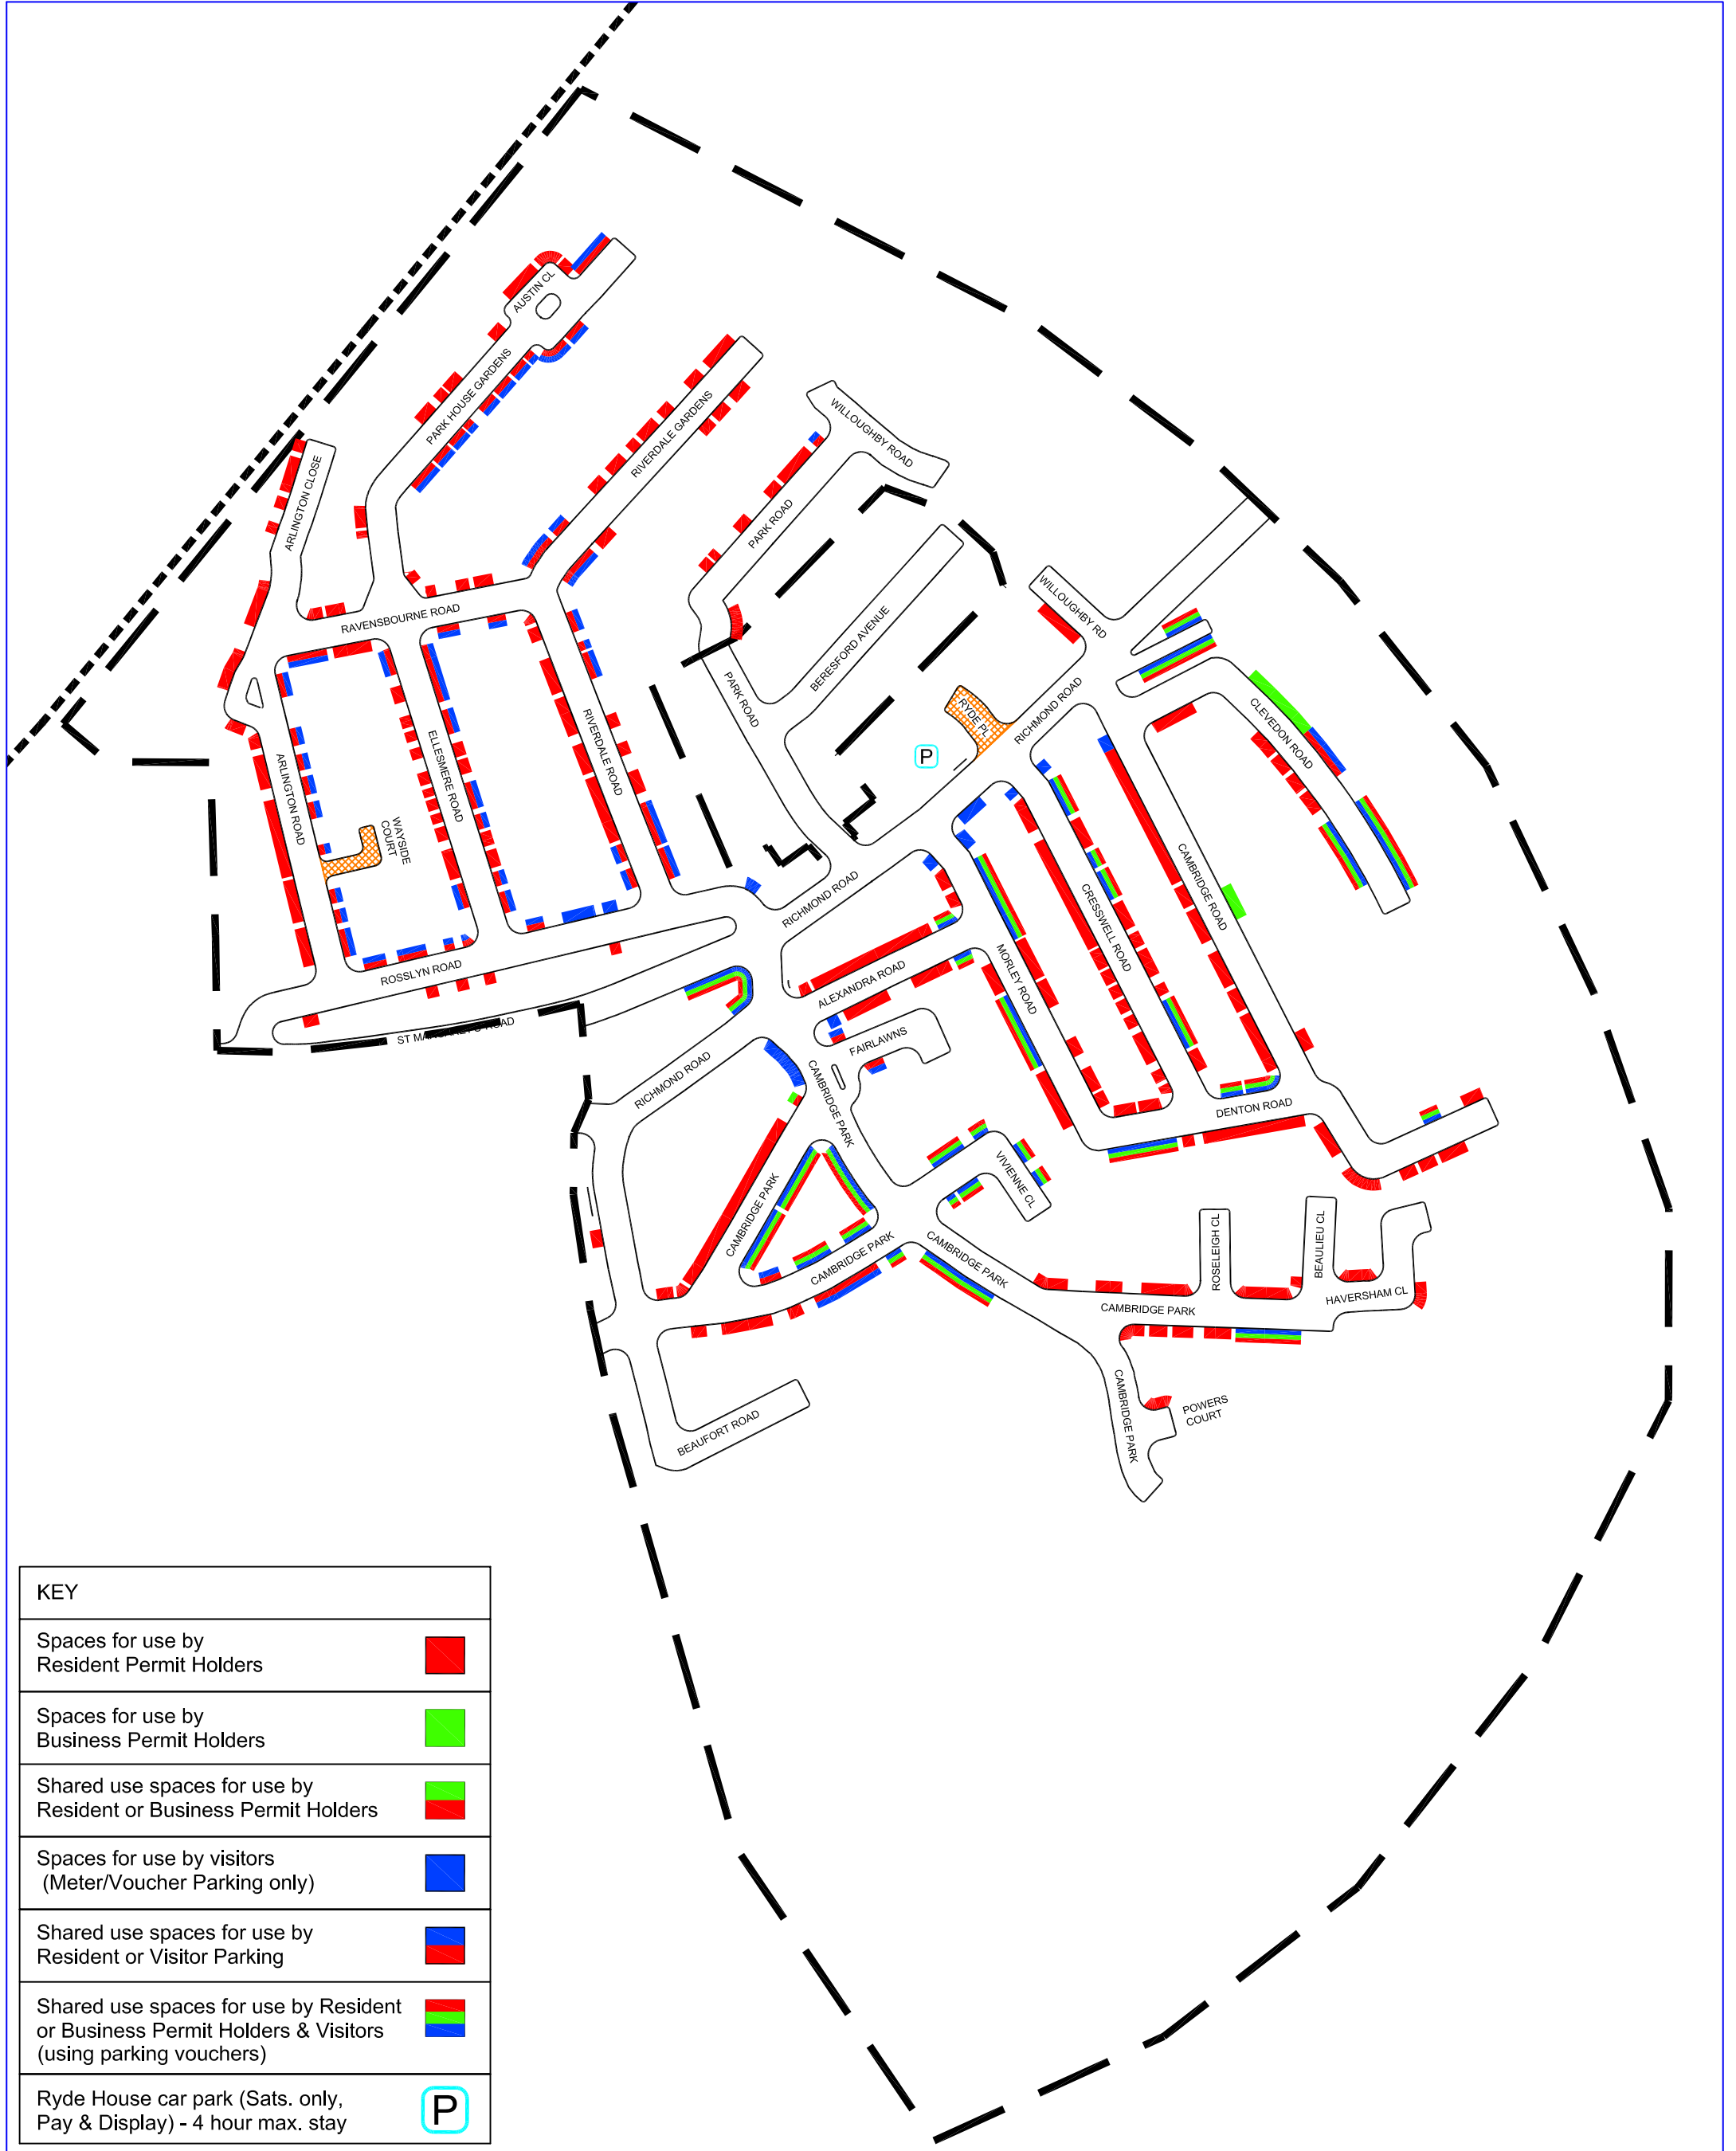 AUSTIN CL
PARK HOUSE GARDENS
RIVERDALE GARDENS
WILLOUGHBY ROAD
ARLINGTON CLOSE
PARK ROAD
RAVENSBOURNE ROAD
BERESFORD AVENUE
WILLOUGHBY RD
PARK ROAD
RYDE PL
RICHMOND ROAD
P
CLEVEDON ROAD
ARLINGTON ROAD
ELLESMERE ROAD
RIVERDALE ROAD
WAYSIDE
COURT
RICHMOND ROAD
CAMBRIDGE ROAD
CRESSWELL ROAD
MORLEY ROAD
ROSSLYN ROAD
ALEXANDRA ROAD
ST MARGARET'S ROAD
FAIRLAWNS
RICHMOND ROAD
CAMBRIDGE PARK
DENTON ROAD
VIVIENNE CL
CAMBRIDGE PARK
CAMBRIDGE PARK
CAMBRIDGE PARK
ROSELEIGH CL
BEAULIEU CL
HAVERSHAM CL
CAMBRIDGE PARK
CAMBRIDGE PARK
POWERS
COURT
BEAUFORT ROAD
KEY
Spaces for use by
Resident Permit Holders
Spaces for use by
Business Permit Holders
Shared use spaces for use by
Resident or Business Permit Holders
Spaces for use by visitors
(Meter/Voucher Parking only)
Shared use spaces for use by
Resident or Visitor Parking
Shared use spaces for use by Resident
or Business Permit Holders & Visitors
(using parking vouchers)
Ryde House car park (Sats. only,
Pay & Display) - 4 hour max. stay
P